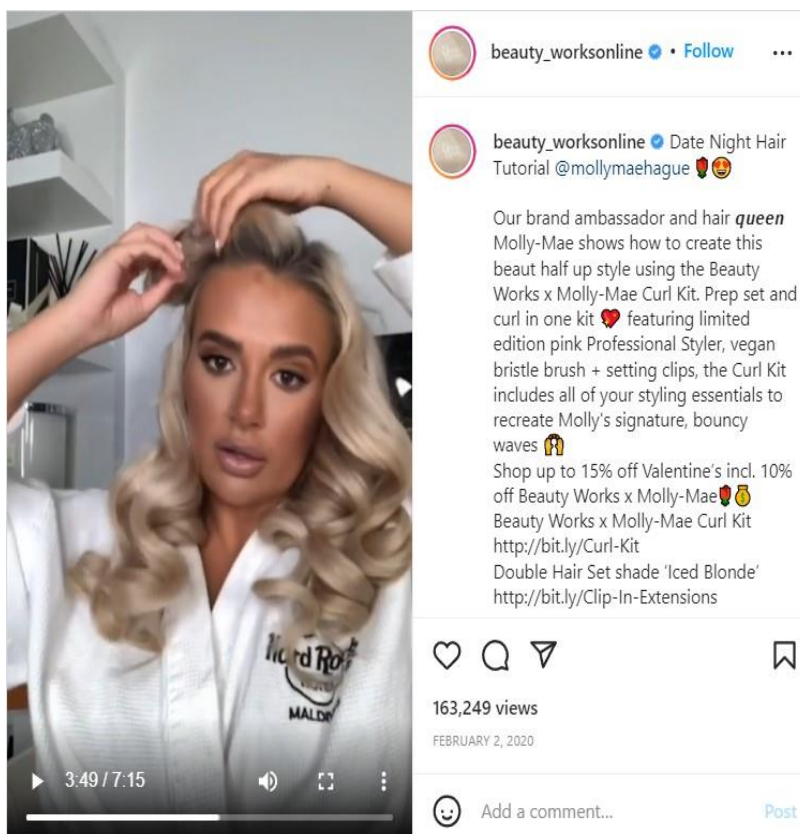 beauty_worksonline • Follow
beauty_worksonline Date Night Hair
Tutorial @mollymaehague 🌹😍
Our brand ambassador and hair queen
Molly-Mae shows how to create this
beaut half up style using the Beauty
Works x Molly-Mae Curl Kit. Prep set and
curl in one kit 💖 featuring limited
edition pink Professional Styler, vegan
bristle brush + setting clips, the Curl Kit
includes all of your styling essentials to
recreate Molly's signature, bouncy
waves 🙌
Shop up to 15% off Valentine's incl. 10%
off Beauty Works x Molly-Mae🌹💰
Beauty Works x Molly-Mae Curl Kit
http://bit.ly/Curl-Kit
Double Hair Set shade 'Iced Blonde'
http://bit.ly/Clip-In-Extensions
163,249 views
FEBRUARY 2, 2020
Add a comment... Post
Hard Ro
MALD
3:49 / 7:15